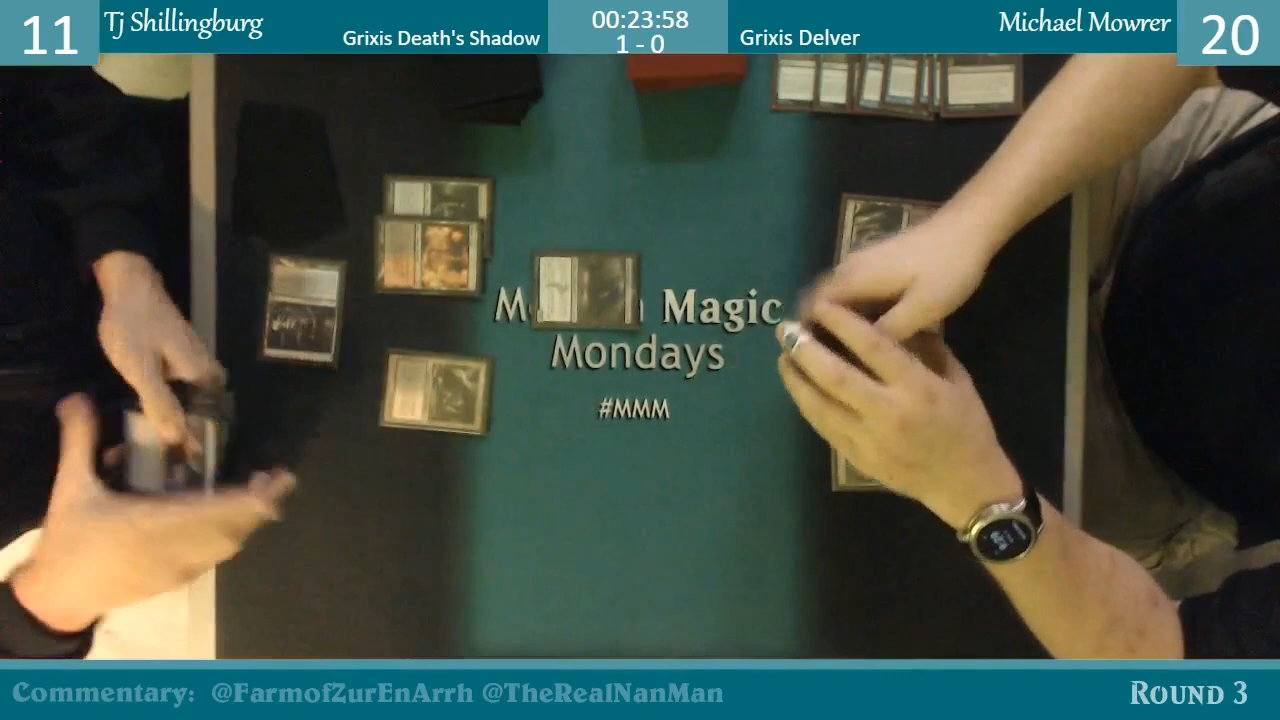 11
Tj Shillingburg
Grixis Death's Shadow
00:23:58
1 - 0
Michael Mowrer
Grixis Delver
20
Magic
Mondays
#MMM
Commentary: @FarmofZurEnArrh @TheRealNanMan
Round 3